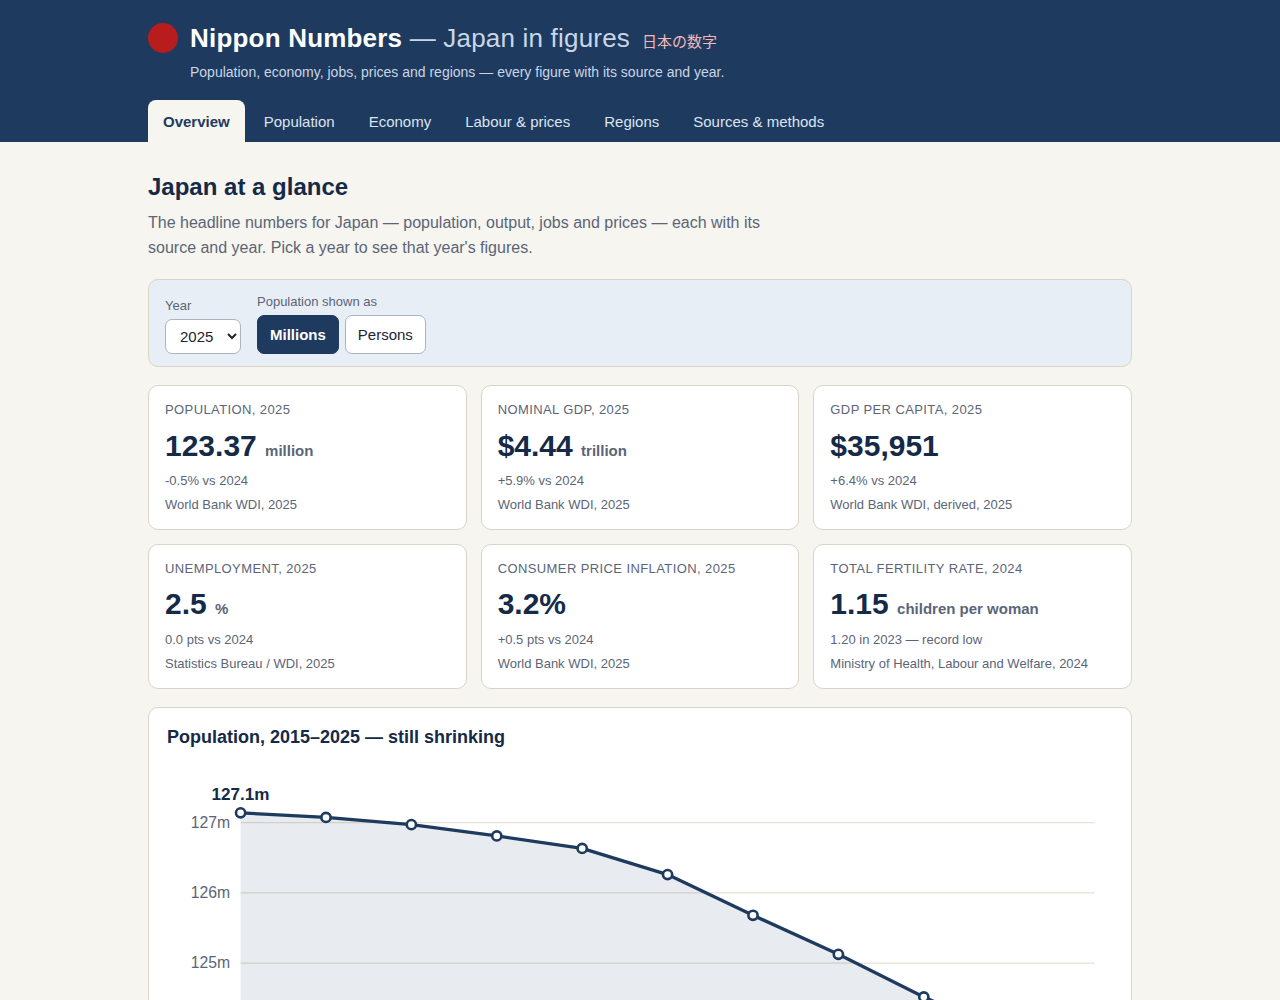 Nippon Numbers — Japan in figures 日本の数字
Population, economy, jobs, prices and regions — every figure with its source and year.
Overview Population Economy Labour & prices Regions Sources & methods
Japan at a glance
The headline numbers for Japan — population, output, jobs and prices — each with its
source and year. Pick a year to see that year's figures.
Year
Population shown as
2025
Millions
Persons
POPULATION, 2025
123.37 million
-0.5% vs 2024
World Bank WDI, 2025
NOMINAL GDP, 2025
$4.44 trillion
+5.9% vs 2024
World Bank WDI, 2025
GDP PER CAPITA, 2025
$35,951
+6.4% vs 2024
World Bank WDI, derived, 2025
UNEMPLOYMENT, 2025
2.5 %
0.0 pts vs 2024
Statistics Bureau / WDI, 2025
CONSUMER PRICE INFLATION, 2025
3.2%
+0.5 pts vs 2024
World Bank WDI, 2025
TOTAL FERTILITY RATE, 2024
1.15 children per woman
1.20 in 2023 — record low
Ministry of Health, Labour and Welfare, 2024
Population, 2015–2025 — still shrinking
127.1m
127m
126m
125m